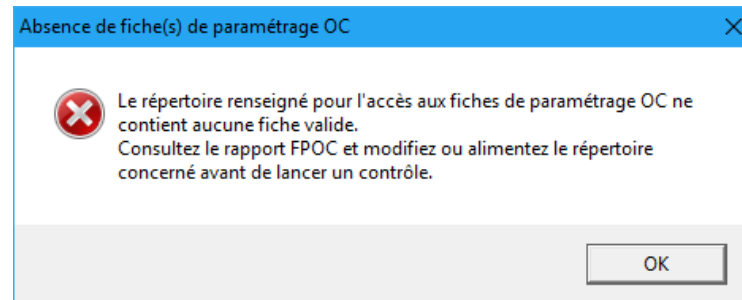 Absence de fiche(s) de paramétrage OC
Le répertoire renseigné pour l'accès aux fiches de paramétrage OC ne
contient aucune fiche valide.
Consultez le rapport FPOC et modifiez ou alimentez le répertoire
concerné avant de lancer un contrôle.
OK